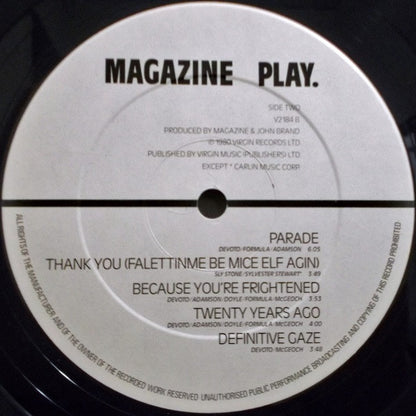 MAGAZINE PLAY.
SIDE TWO
V2184 B
PRODUCED BY MAGAZINE & JOHN BRAND
© 1980 VIRGIN RECORDS LTD
PUBLISHED BY VIRGIN MUSIC (PUBLISHERS) LTD
EXCEPT * CARLIN MUSIC CORP
PARADE
DEVOTO/FORMULA/ADAMSON 6:05
THANK YOU (FALETTINME BE MICE ELF AGIN)
SLY STONE/SYLVESTER STEWART* 3:49
BECAUSE YOU'RE FRIGHTENED
DEVOTO/ADAMSON/DOYLE/FORMULA/McGEOCH 3:53
TWENTY YEARS AGO
DEVOTO/ADAMSON/DOYLE/FORMULA/McGEOCH 4:00
DEFINITIVE GAZE
DEVOTO/ADAMSON/FORMULA/McGEOCH 3:48
ALL RIGHTS OF THE MANUFACTURER AND OF THE OWNER OF THE RECORDED WORK RESERVED UNAUTHORISED PUBLIC PERFORMANCE BROADCASTING AND COPYING OF THIS RECORD PROHIBITED